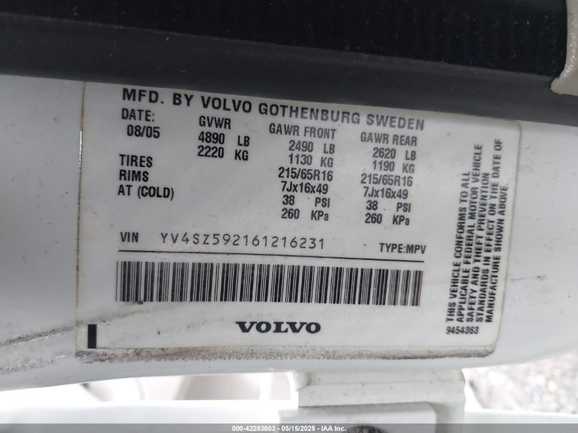 MFD. BY VOLVO GOTHENBURG SWEDEN
DATE: GVWR GAWR FRONT GAWR REAR
08/05 4890 LB 2490 LB 2620 LB
2220 KG 1130 KG 1190 KG
TIRES 215/65R16 215/65R16
RIMS 7Jx16x49 7Jx16x49
AT (COLD) 38 PSI 38 PSI
260 KPa 260 KPa
VIN YV4SZ592161216231 TYPE:MPV
VOLVO
THIS VEHICLE CONFORMS TO ALL
APPLICABLE FEDERAL MOTOR VEHICLE
SAFETY AND THEFT PREVENTION
STANDARDS IN EFFECT ON THE DATE OF
MANUFACTURE SHOWN ABOVE.
9454363
000-42283602 - 05/15/2025 - IAA Inc.